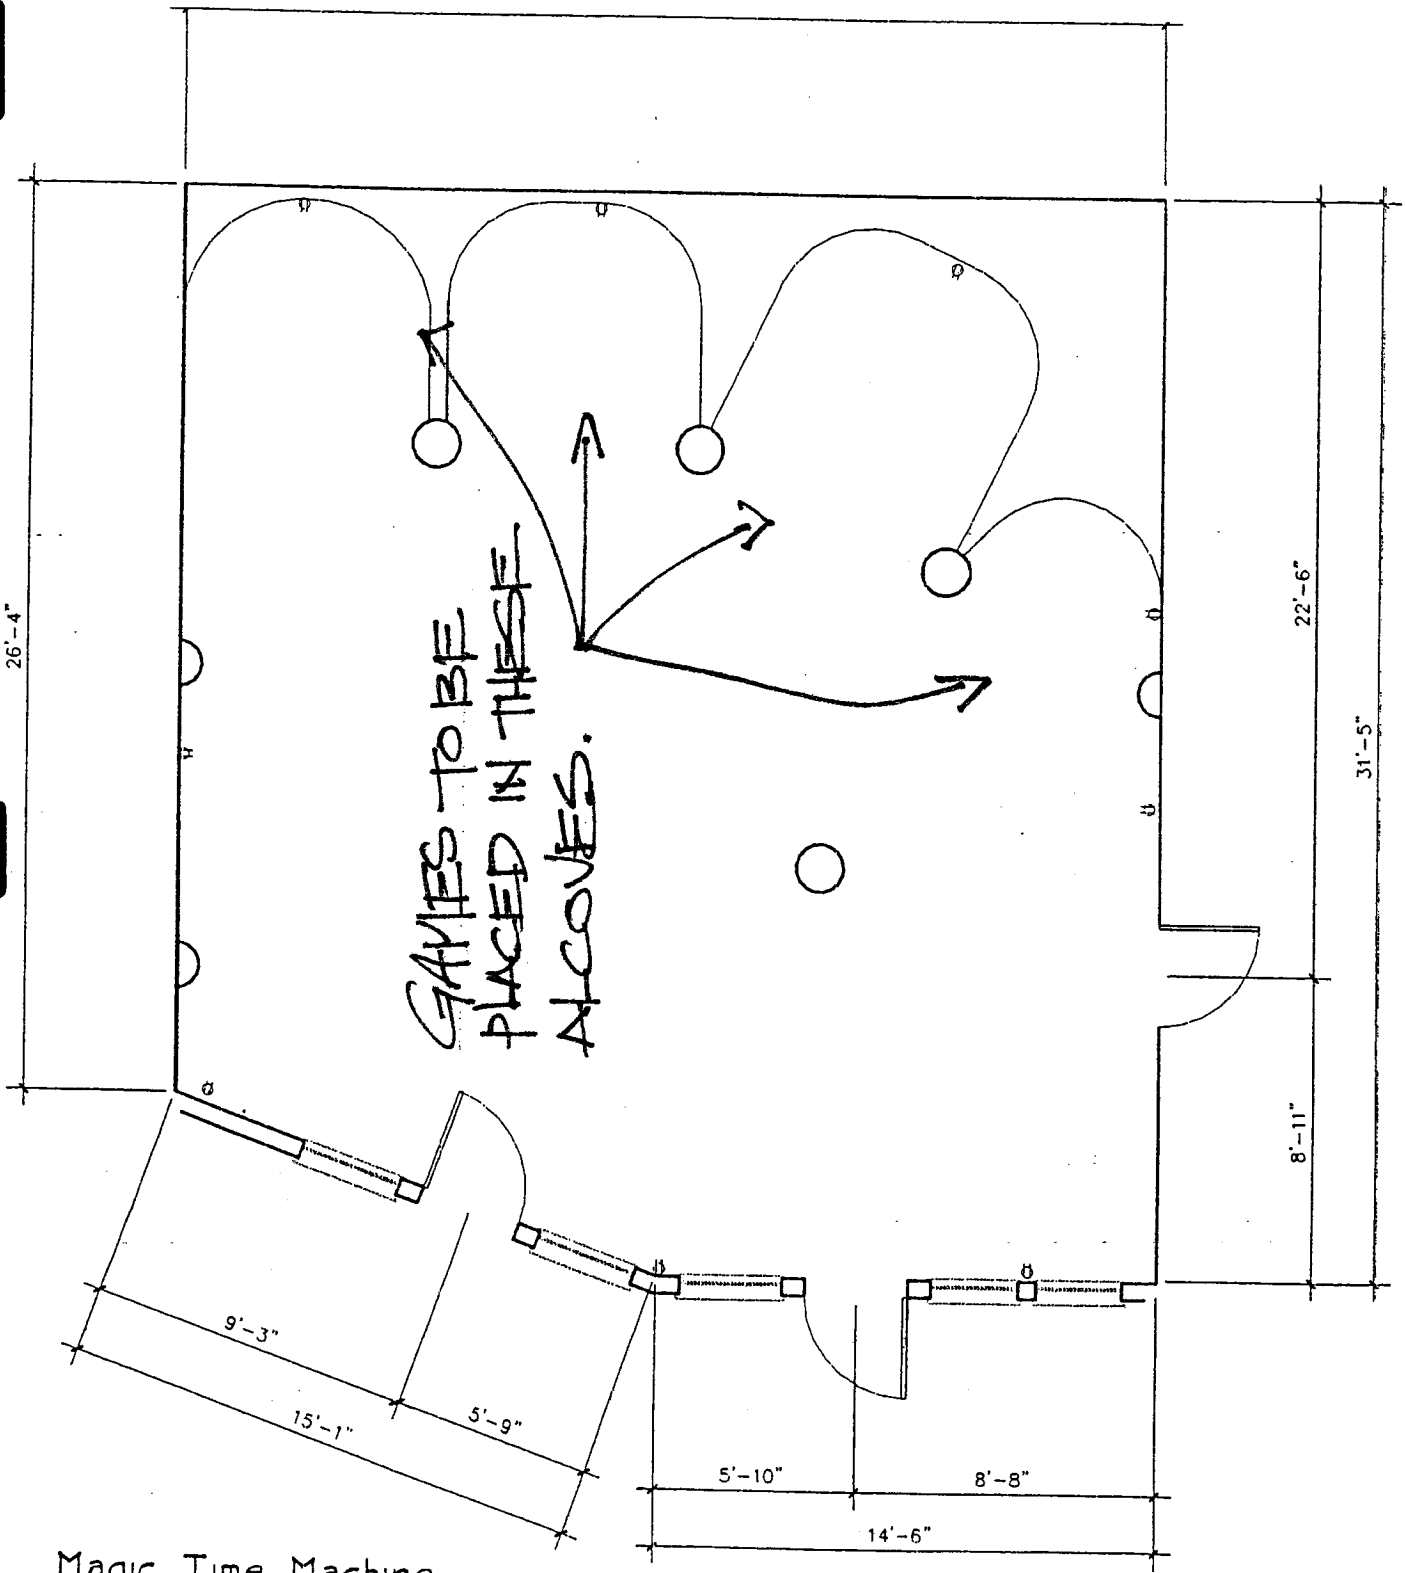 26'-4"
22'-6"
31'-5"
8'-11"
GAMES TO BE
PLACED IN THESE
ALCOVES.
9'-3"
15'-1"
5'-9"
5'-10"
8'-8"
14'-6"
Magic Time Machine